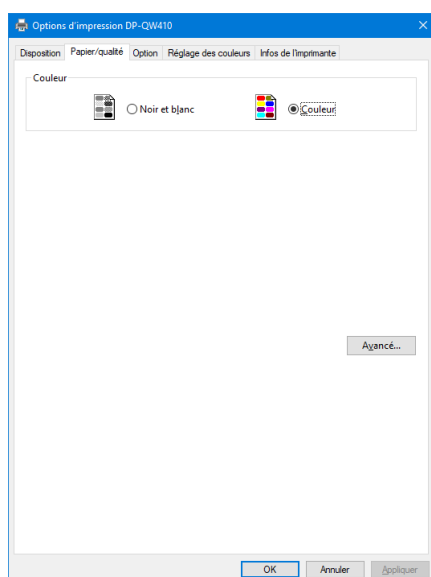 Options d'impression DP-QW410
Disposition Papier/qualité Option Réglage des couleurs Infos de l'imprimante
Couleur
Noir et blanc Couleur
Avancé...
OK Annuler Appliquer